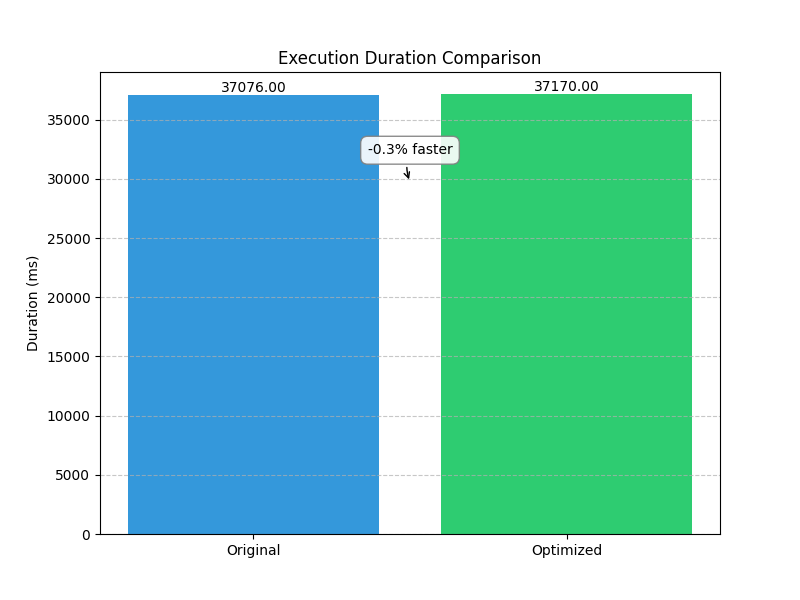 Execution Duration Comparison
37076.00
37170.00
-0.3% faster
35000
30000
25000
20000
15000
10000
5000
0
Duration (ms)
Original
Optimized